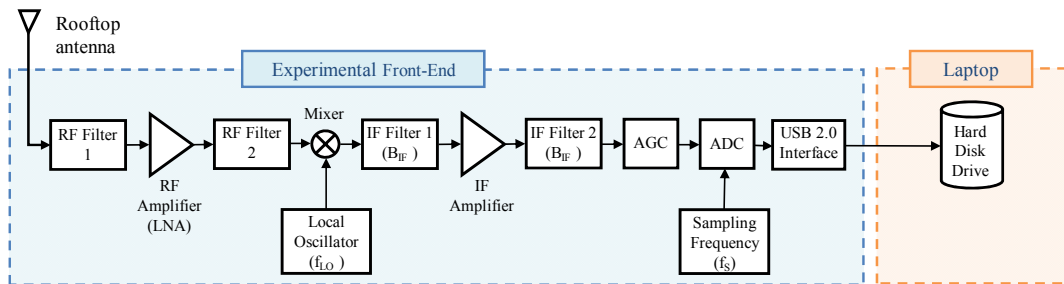 Rooftop
antenna
Experimental Front-End
Laptop
RF Filter
1
RF Amplifier
(LNA)
RF Filter
2
Mixer
Local
Oscillator
(fLO )
IF Filter 1
(BIF )
IF
Amplifier
IF Filter 2
(BIF )
AGC
ADC
Sampling
Frequency
(fS)
USB 2.0
Interface
Hard
Disk
Drive